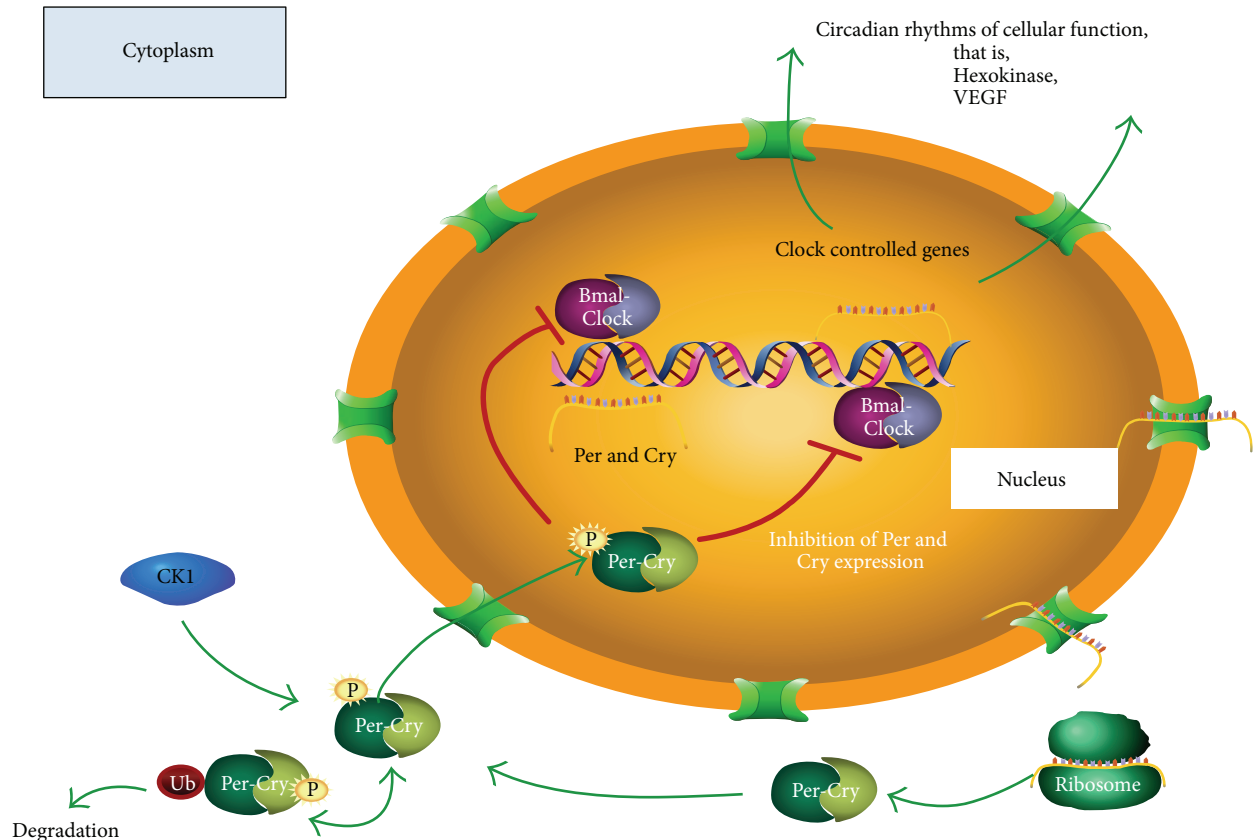 Cytoplasm
Circadian rhythms of cellular function,
that is,
Hexokinase,
VEGF
Clock controlled genes
Bmal-
Clock
Bmal-
Clock
Per and Cry
Nucleus
P
Per-Cry
Inhibition of Per and
Cry expression
CK1
P
Per-Cry
Ub
Per-Cry
P
Per-Cry
Ribosome
Degradation